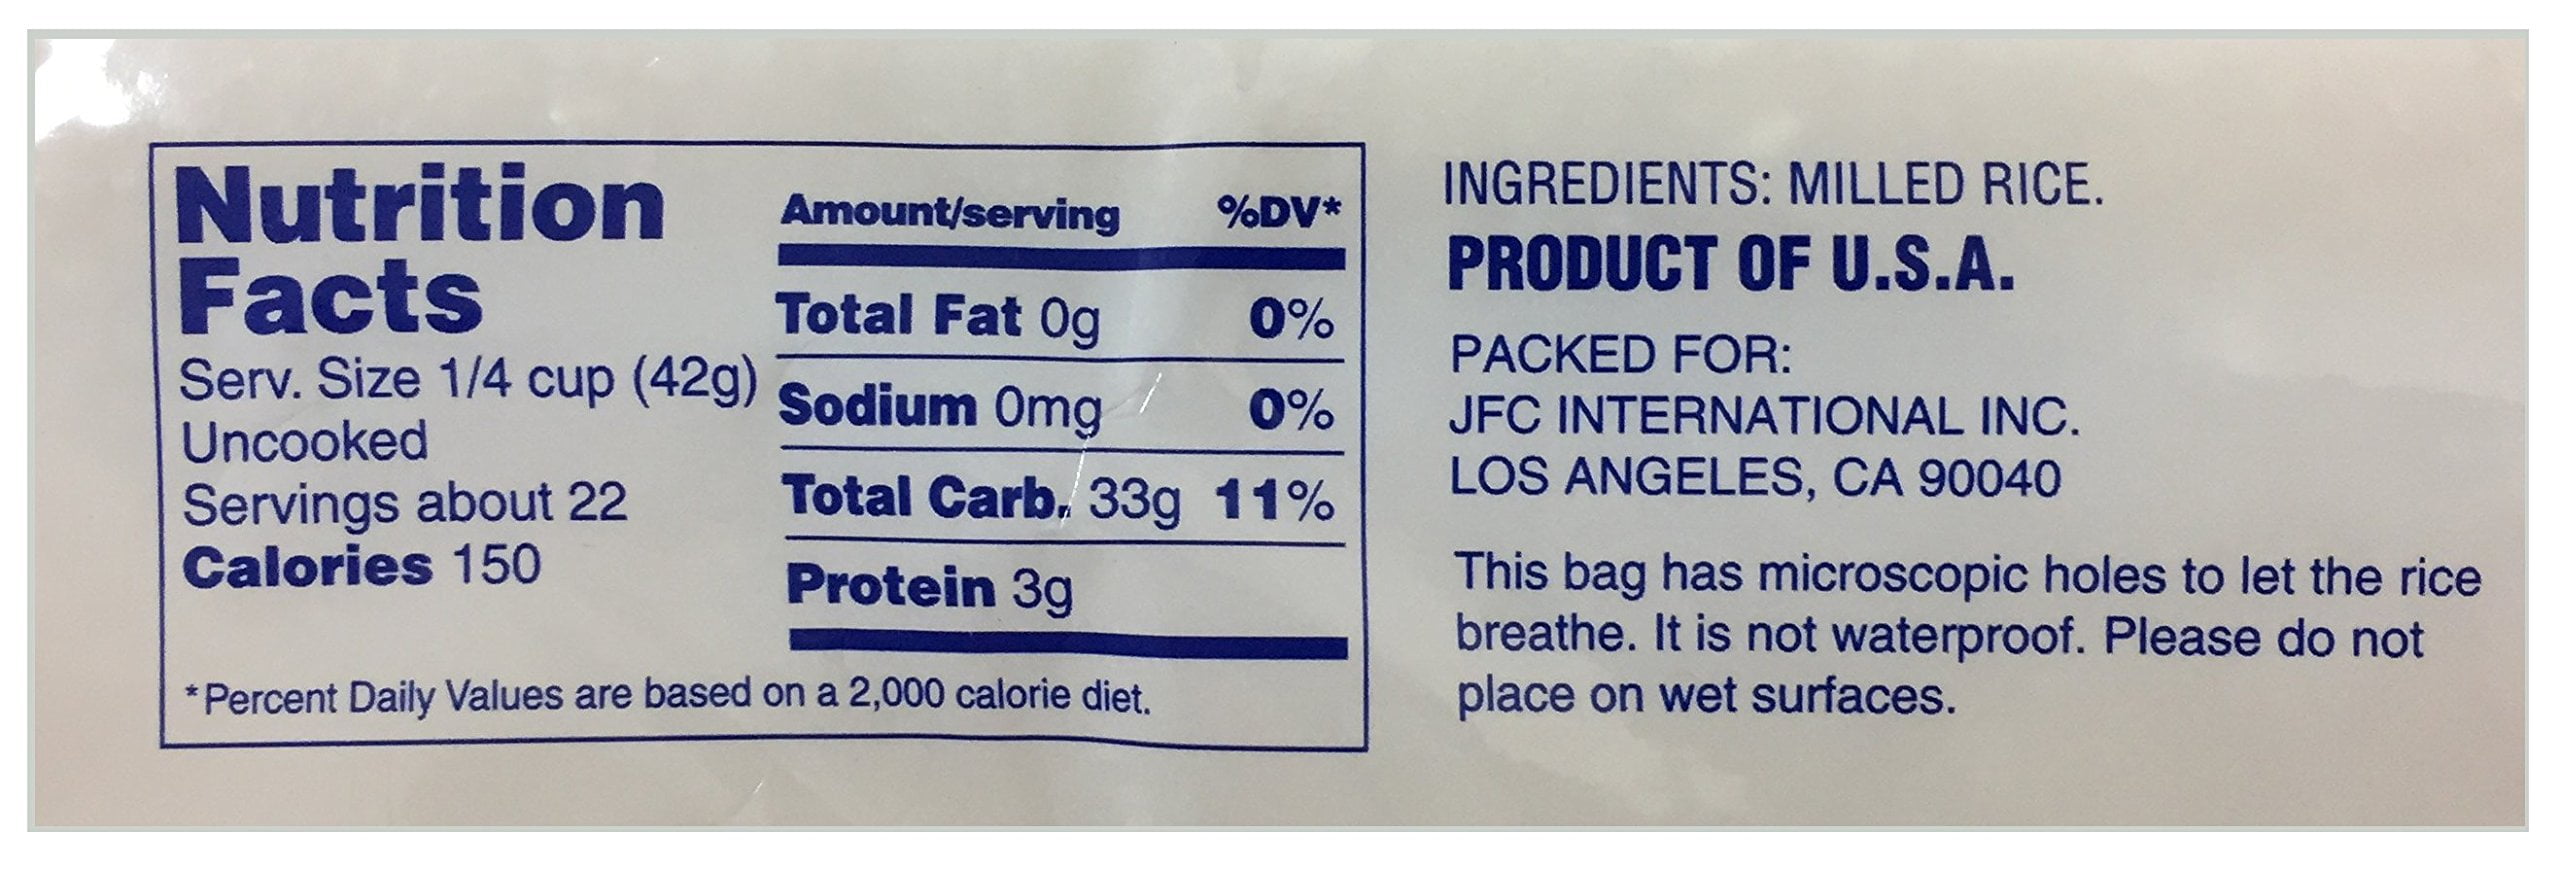 Nutrition
Facts
Serv. Size 1/4 cup (42g)
Uncooked
Servings about 22
Calories 150
Amount/serving %DV*
Total Fat 0g 0%
Sodium 0mg 0%
Total Carb. 33g 11%
Protein 3g
*Percent Daily Values are based on a 2,000 calorie diet.
INGREDIENTS: MILLED RICE.
PRODUCT OF U.S.A.
PACKED FOR:
JFC INTERNATIONAL INC.
LOS ANGELES, CA 90040
This bag has microscopic holes to let the rice
breathe. It is not waterproof. Please do not
place on wet surfaces.